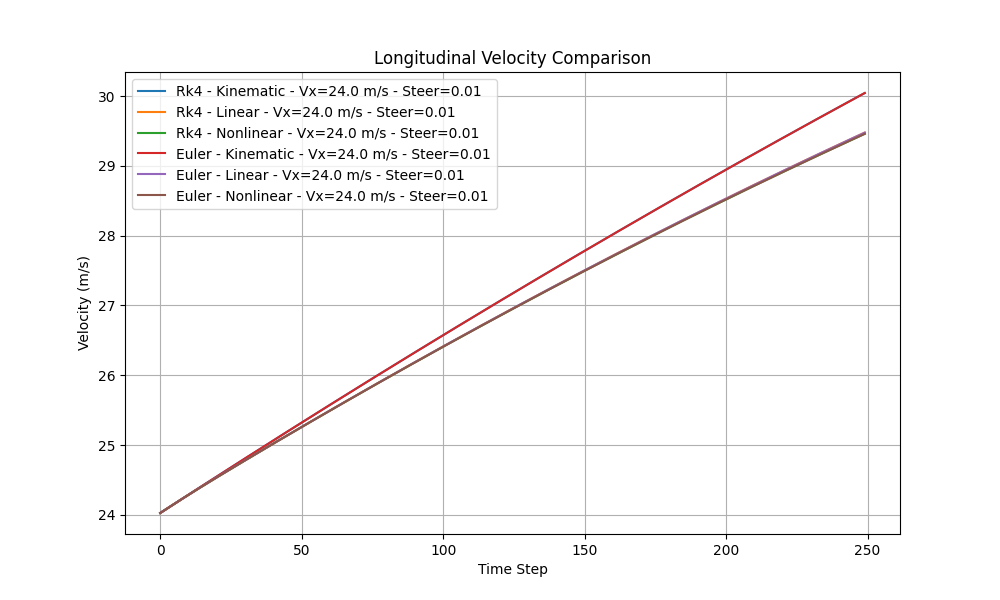 Longitudinal Velocity Comparison
Rk4 - Kinematic - Vx=24.0 m/s - Steer=0.01
Rk4 - Linear - Vx=24.0 m/s - Steer=0.01
Rk4 - Nonlinear - Vx=24.0 m/s - Steer=0.01
Euler - Kinematic - Vx=24.0 m/s - Steer=0.01
Euler - Linear - Vx=24.0 m/s - Steer=0.01
Euler - Nonlinear - Vx=24.0 m/s - Steer=0.01
Velocity (m/s)
30
29
28
27
26
25
24
0 50 100 150 200 250
Time Step